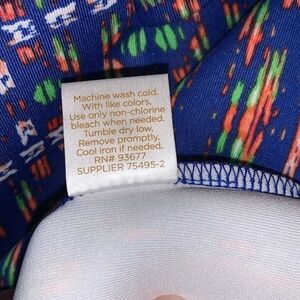 Machine wash cold.
With like colors.
Use only non-chlorine
bleach when needed.
Tumble dry low.
Remove promptly.
Cool iron if needed.
RN# 93677
SUPPLIER 75495-2